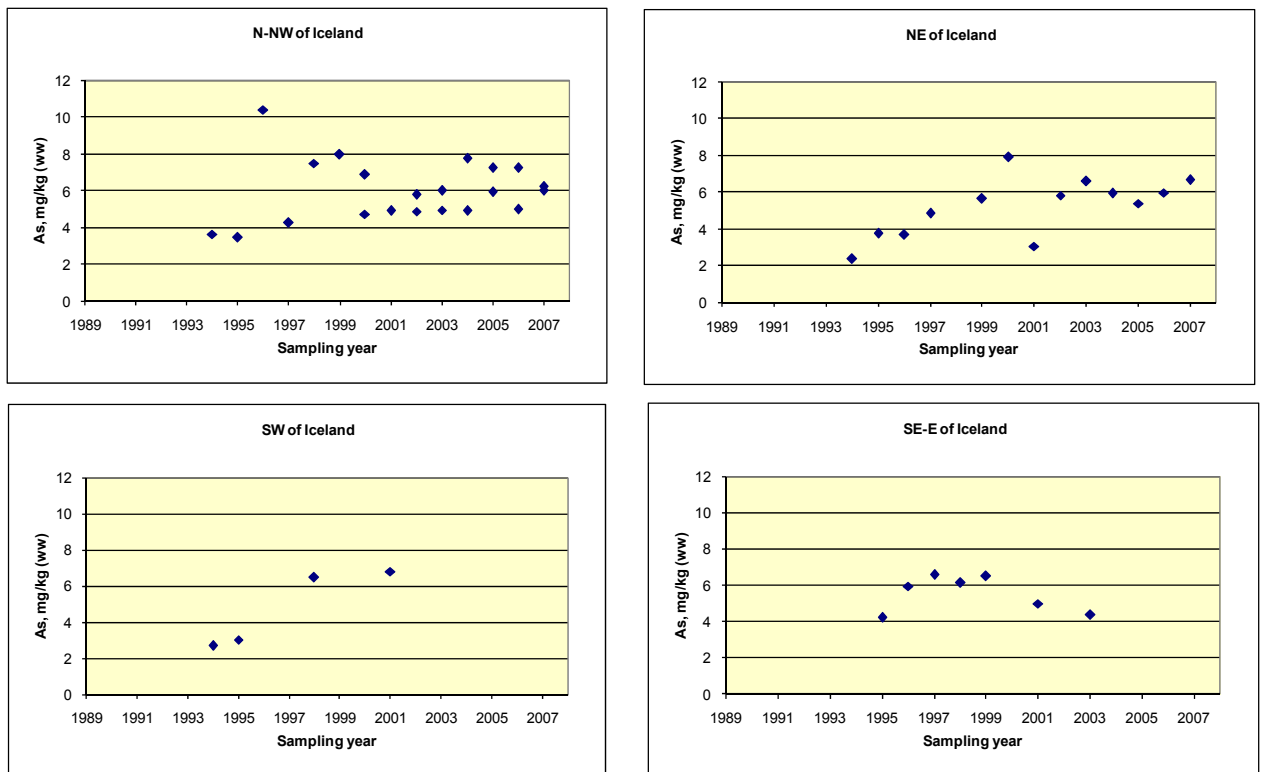 N-NW of Iceland
As, mg/kg (ww)
12
10
8
6
4
2
0
1989 1991 1993 1995 1997 1999 2001 2003 2005 2007
Sampling year
NE of Iceland
As, mg/kg (ww)
12
10
8
6
4
2
0
1989 1991 1993 1995 1997 1999 2001 2003 2005 2007
Sampling year
SW of Iceland
As, mg/kg (ww)
12
10
8
6
4
2
0
1989 1991 1993 1995 1997 1999 2001 2003 2005 2007
Sampling year
SE-E of Iceland
As, mg/kg (ww)
12
10
8
6
4
2
0
1989 1991 1993 1995 1997 1999 2001 2003 2005 2007
Sampling year